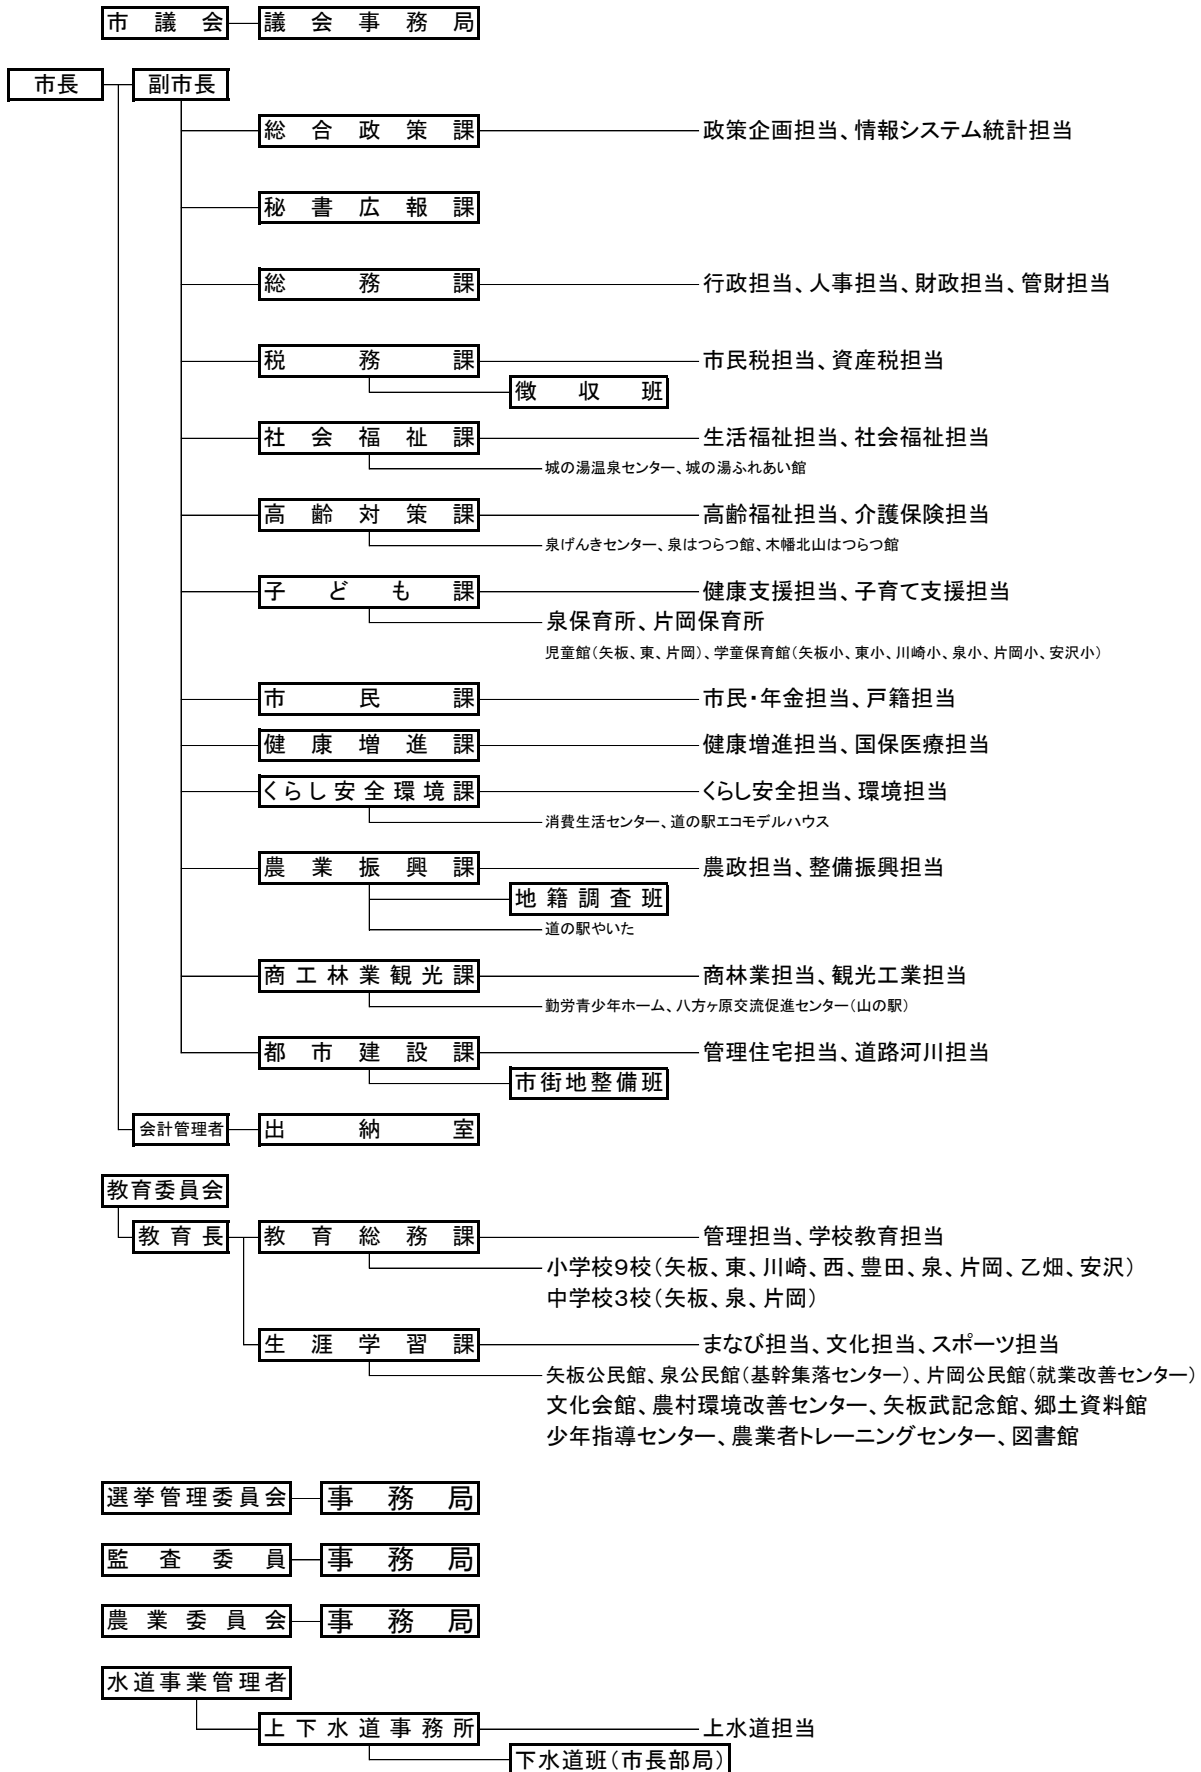 市議会 議会事務局
市長 副市長
総合政策課 政策企画担当、情報システム統計担当
秘書広報課
総務課 行政担当、人事担当、財政担当、管財担当
税務課 市民税担当、資産税担当
徴収班
社会福祉課 生活福祉担当、社会福祉担当
城の湯温泉センター、城の湯ふれあい館
高齢対策課 高齢福祉担当、介護保険担当
泉げんきセンター、泉はつらつ館、木幡北山はつらつ館
子ども課 健康支援担当、子育て支援担当
泉保育所、片岡保育所
児童館(矢板、東、片岡)、学童保育館(矢板小、東小、川崎小、泉小、片岡小、安沢小)
市民課 市民・年金担当、戸籍担当
健康増進課 健康増進担当、国保医療担当
くらし安全環境課 くらし安全担当、環境担当
消費生活センター、道の駅エコモデルハウス
農業振興課 農政担当、整備振興担当
地籍調査班
道の駅やいた
商工林業観光課 商林業担当、観光工業担当
勤労青少年ホーム、八方ヶ原交流促進センター(山の駅)
都市建設課 管理住宅担当、道路河川担当
市街地整備班
会計管理者 出納室
教育委員会
教育長 教育総務課 管理担当、学校教育担当
小学校9校(矢板、東、川崎、西、豊田、泉、片岡、乙畑、安沢)
中学校3校(矢板、泉、片岡)
生涯学習課 まなび担当、文化担当、スポーツ担当
矢板公民館、泉公民館(基幹集落センター)、片岡公民館(就業改善センター)
文化会館、農村環境改善センター、矢板武記念館、郷土資料館
少年指導センター、農業者トレーニングセンター、図書館
選挙管理委員会 事務局
監査委員 事務局
農業委員会 事務局
水道事業管理者
上下水道事務所 上水道担当
下水道班(市長部局)